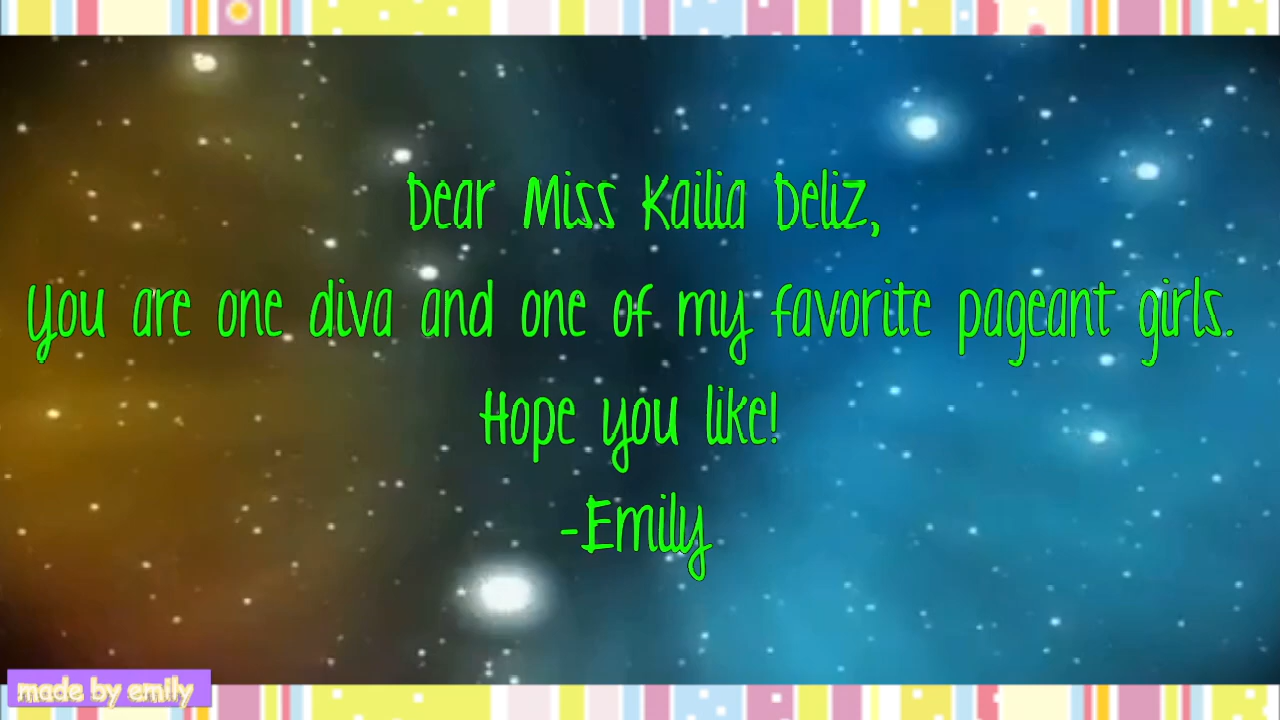 Dear Miss Kailia Deliz,
You are one diva and one of my favorite pageant girls.
Hope you like!
-Emily
made by emily